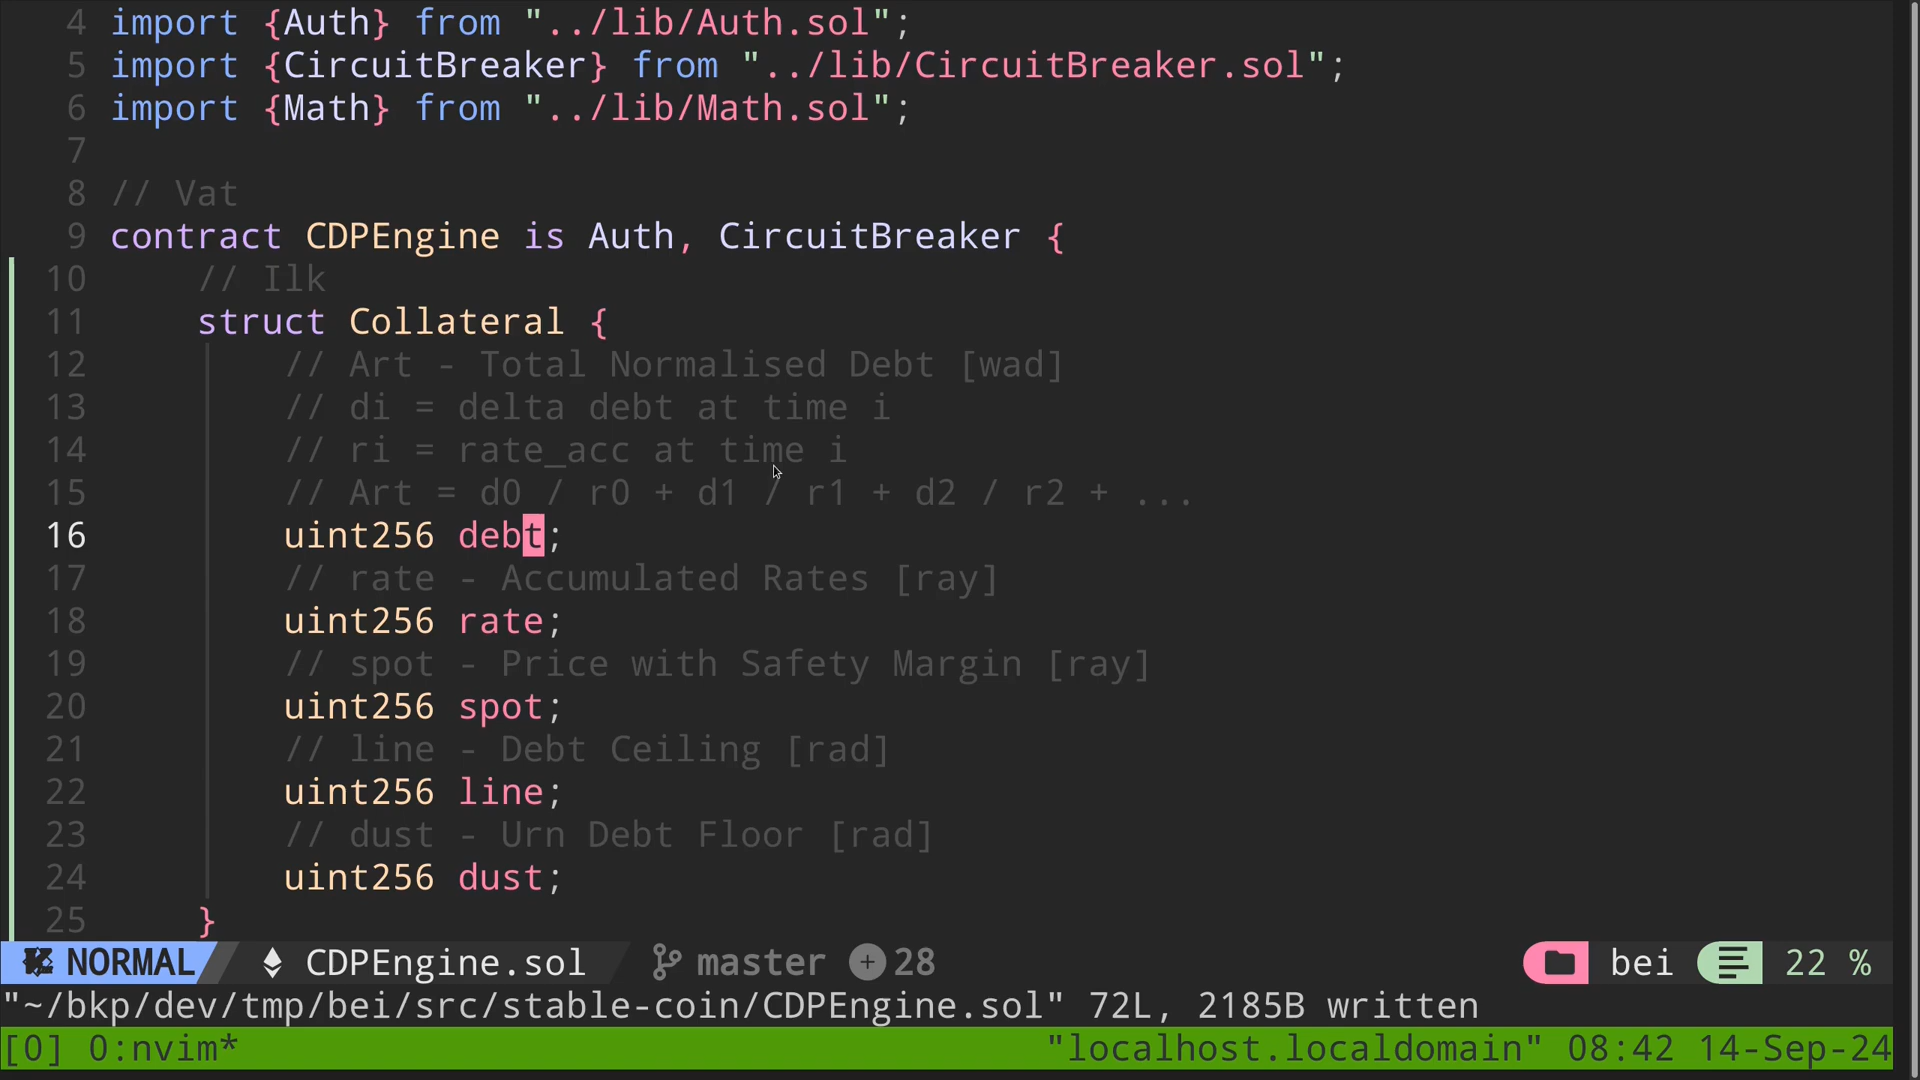 4 import {Auth} from "../lib/Auth.sol";
5 import {CircuitBreaker} from "../lib/CircuitBreaker.sol";
6 import {Math} from "../lib/Math.sol";
7
8 // Vat
9 contract CDPEngine is Auth, CircuitBreaker {
10     // Ilk
11     struct Collateral {
12         // Art - Total Normalised Debt [wad]
13         // di = delta debt at time i
14         // ri = rate_acc at time i
15         // Art = d0 / r0 + d1 / r1 + d2 / r2 + ...
16         uint256 debt;
17         // rate - Accumulated Rates [ray]
18         uint256 rate;
19         // spot - Price with Safety Margin [ray]
20         uint256 spot;
21         // line - Debt Ceiling [rad]
22         uint256 line;
23         // dust - Urn Debt Floor [rad]
24         uint256 dust;
25     }
NORMAL CDPEngine.sol master + 28 bei 22 %
"~/bkp/dev/tmp/bei/src/stable-coin/CDPEngine.sol" 72L, 2185B written
[0] 0:nvim* "localhost.localdomain" 08:42 14-Sep-24